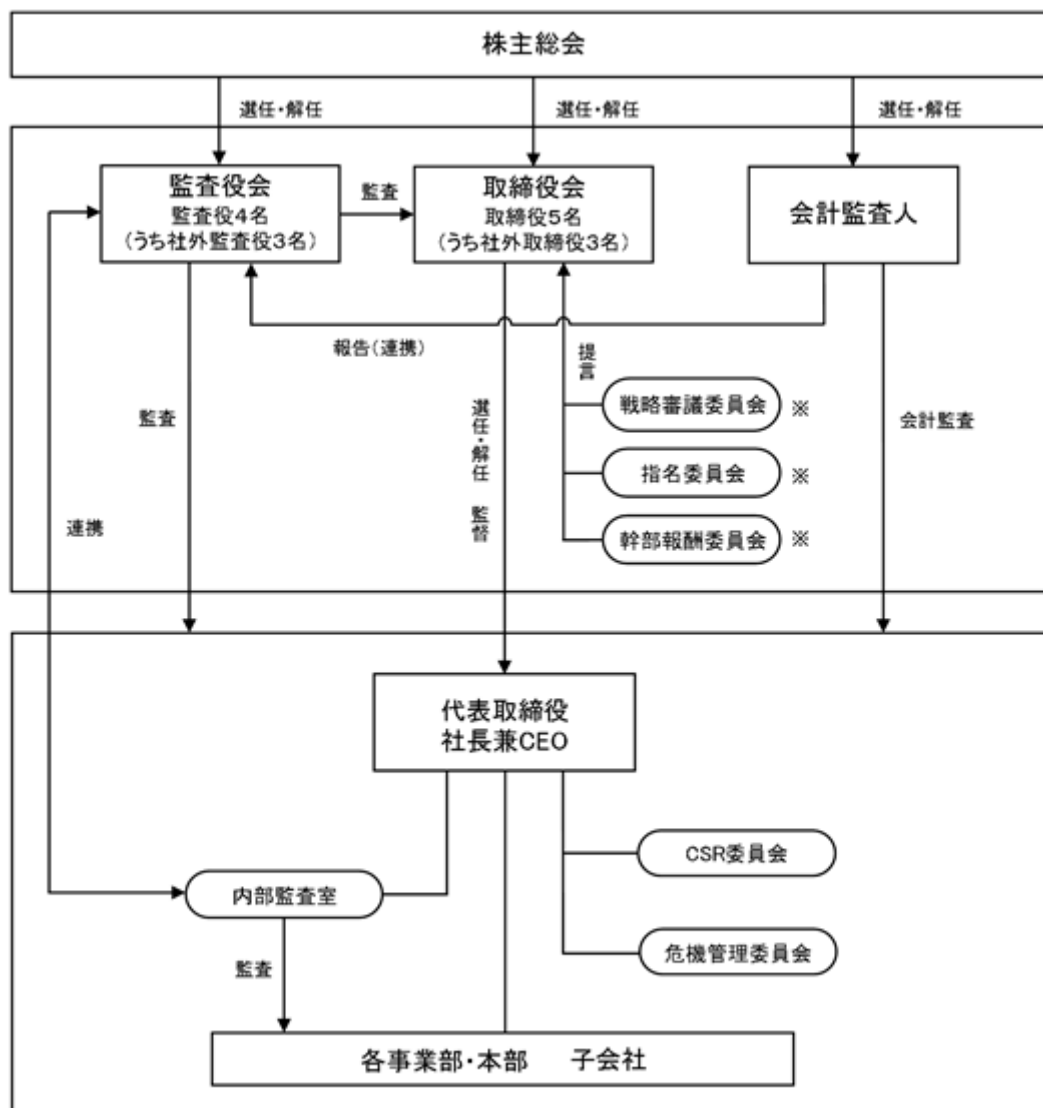 株主総会
選任・解任
選任・解任
選任・解任
監査役会
監査役4名
(うち社外監査役3名)
監査
取締役会
取締役5名
(うち社外取締役3名)
会計監査人
報告(連携)
提言
戦略審議委員会 ※
指名委員会 ※
幹部報酬委員会 ※
監査
選任・解任 監督
会計監査
連携
代表取締役
社長兼CEO
CSR委員会
内部監査室
危機管理委員会
監査
各事業部・本部 子会社